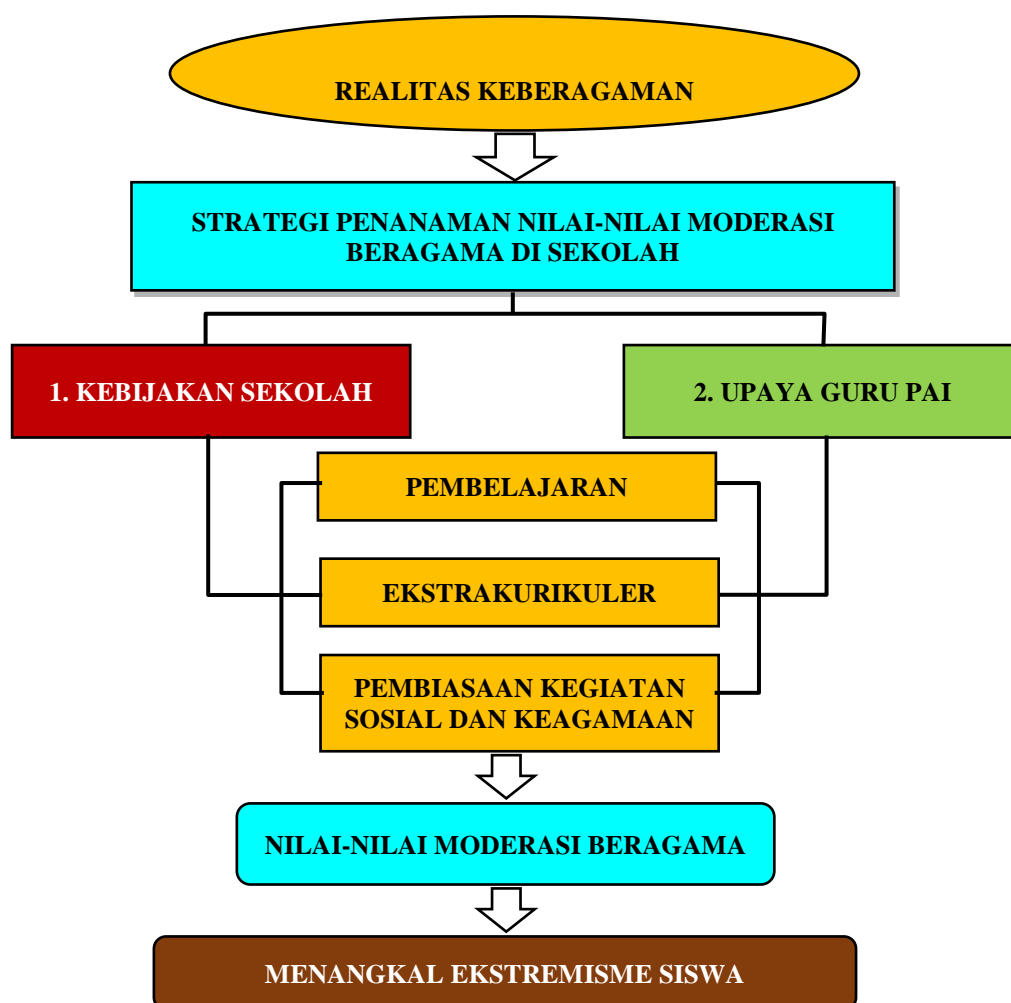 REALITAS KEBERAGAMAN
STRATEGI PENANAMAN NILAI-NILAI MODERASI
BERAGAMA DI SEKOLAH
1. KEBIJAKAN SEKOLAH
2. UPAYA GURU PAI
PEMBELAJARAN
EKSTRAKURIKULER
PEMBIASAAN KEGIATAN
SOSIAL DAN KEAGAMAAN
NILAI-NILAI MODERASI BERAGAMA
MENANGKAL EKSTREMISME SISWA